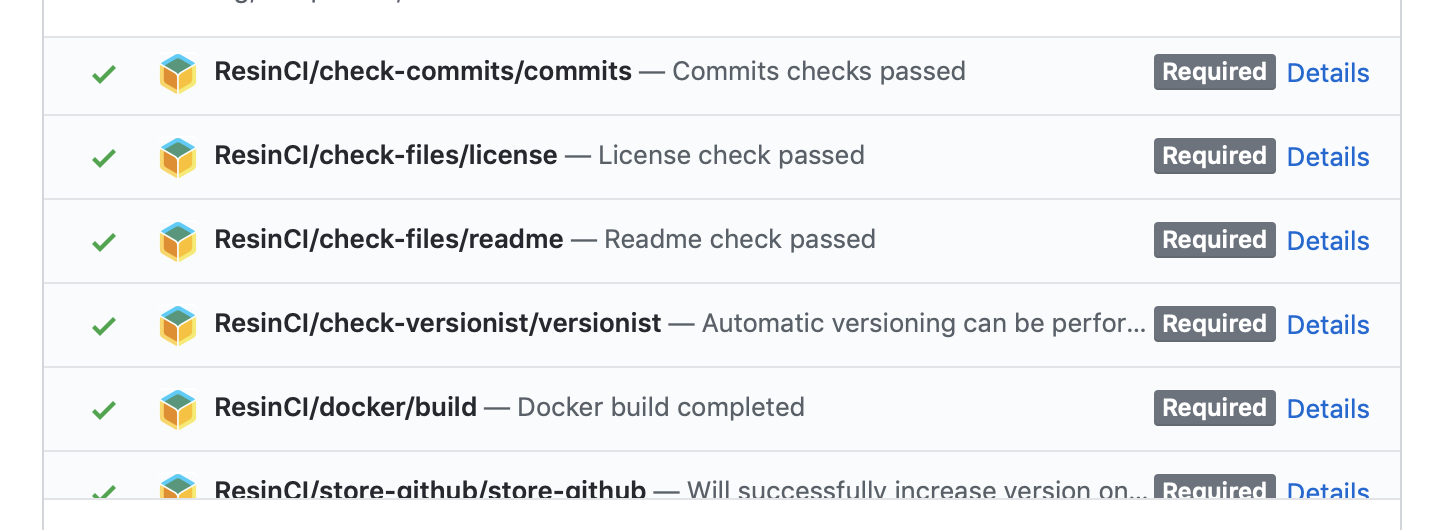 ResinCI/check-commits/commits — Commits checks passed Required Details
ResinCI/check-files/license — License check passed Required Details
ResinCI/check-files/readme — Readme check passed Required Details
ResinCI/check-versionist/versionist — Automatic versioning can be perfor... Required Details
ResinCI/docker/build — Docker build completed Required Details
ResinCI/store-github/store-github — Will successfully increase version on... Required Details